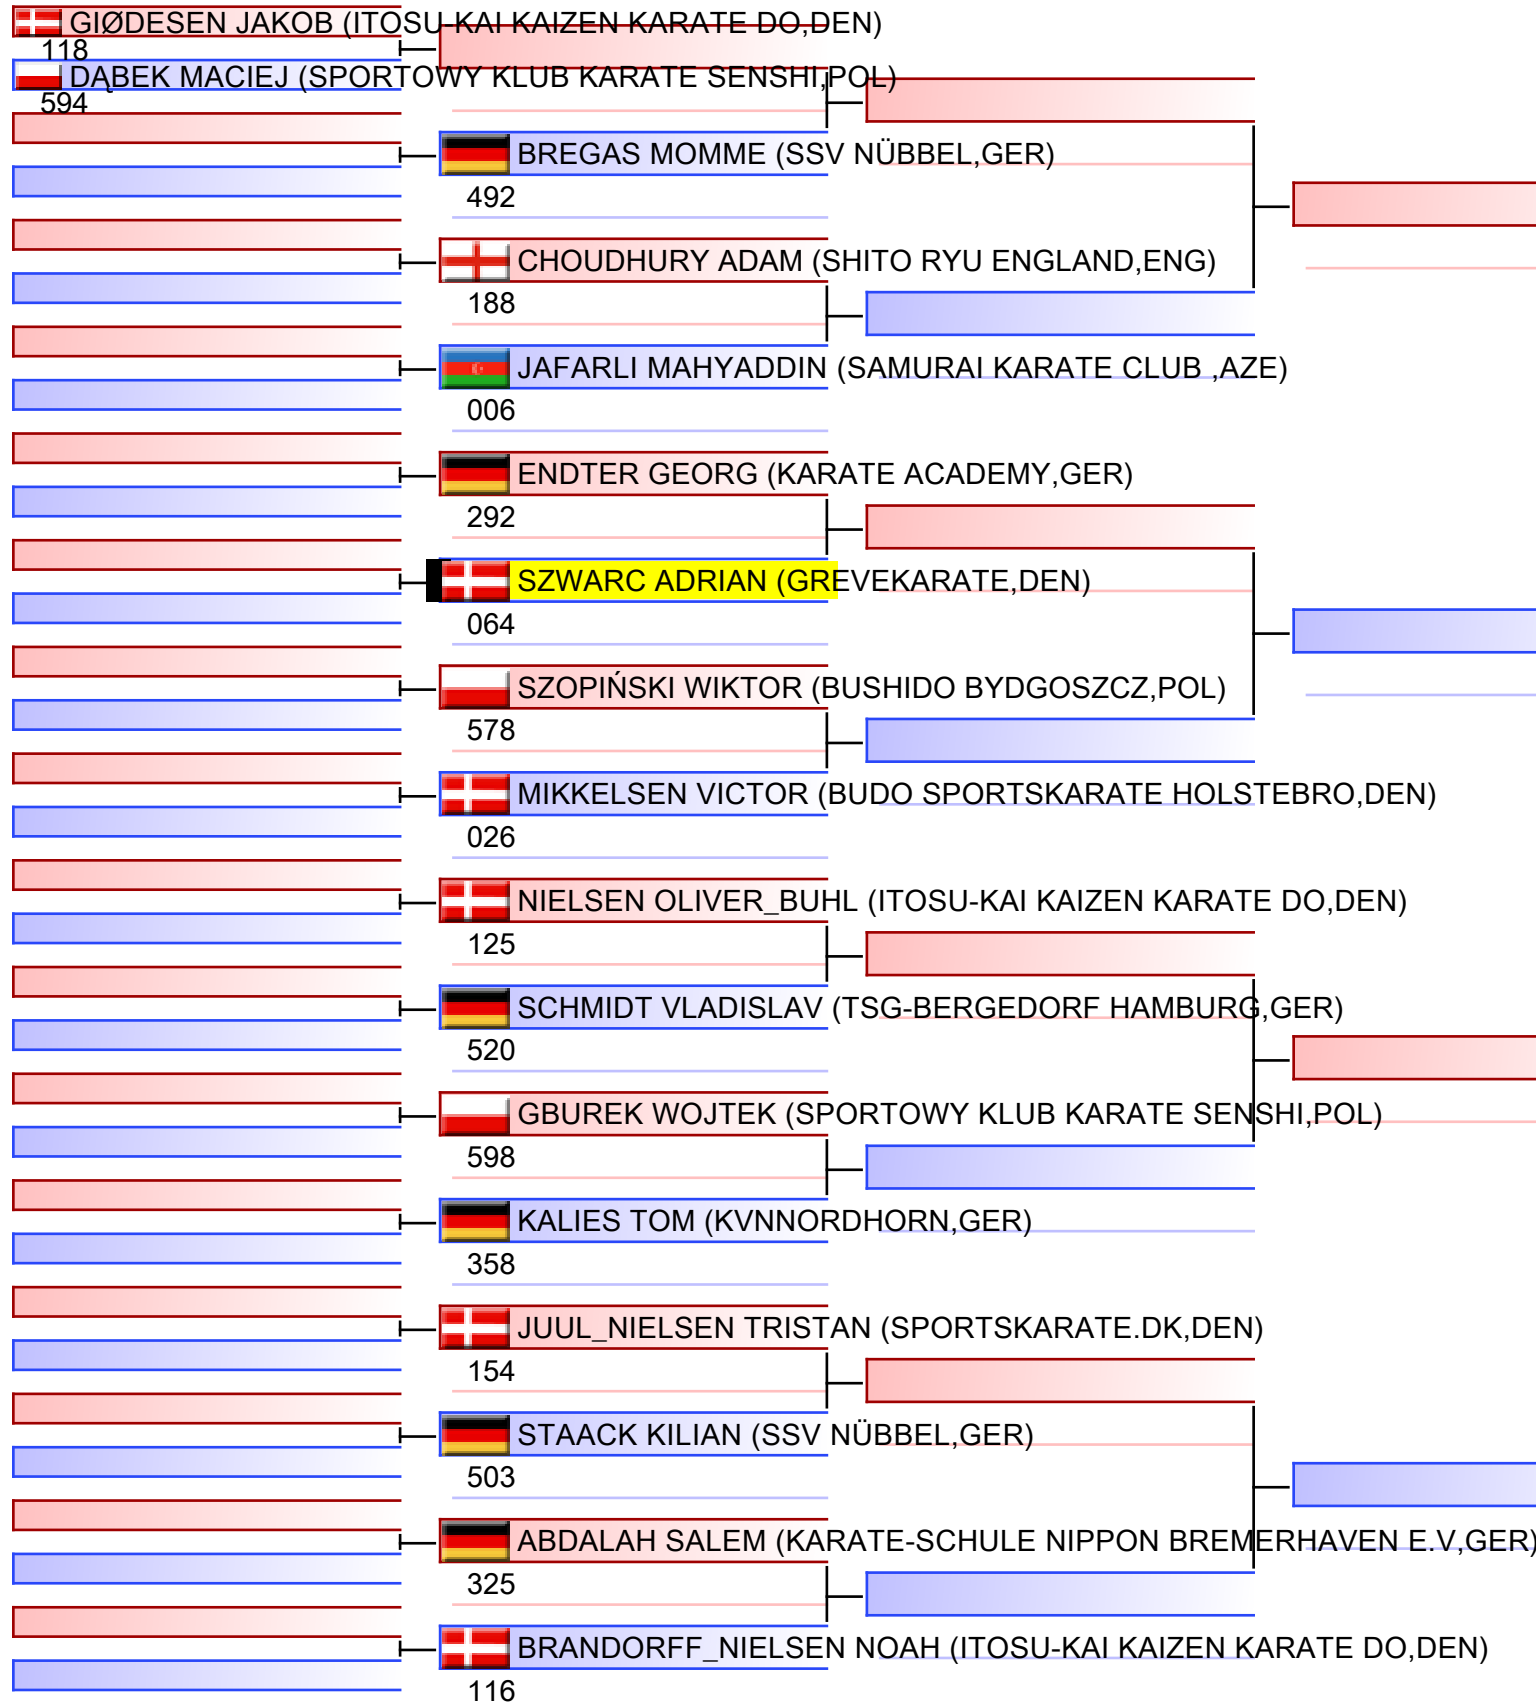 GIØDESEN JAKOB (ITOSU-KAI KAIZEN KARATE DO,DEN)
118
DĄBEK MACIEJ (SPORTOWY KLUB KARATE SENSHI,POL)
594
BREGAS MOMME (SSV NÜBBEL,GER)
492
CHOUDHURY ADAM (SHITO RYU ENGLAND,ENG)
188
JAFARLI MAHYADDIN (SAMURAI KARATE CLUB ,AZE)
006
ENDTER GEORG (KARATE ACADEMY,GER)
292
SZWARC ADRIAN (GREVEKARATE,DEN)
064
SZOPIŃSKI WIKTOR (BUSHIDO BYDGOSZCZ,POL)
578
MIKKELSEN VICTOR (BUDO SPORTSKARATE HOLSTEBRO,DEN)
026
NIELSEN OLIVER_BUHL (ITOSU-KAI KAIZEN KARATE DO,DEN)
125
SCHMIDT VLADISLAV (TSG-BERGEDORF HAMBURG,GER)
520
GBUREK WOJTEK (SPORTOWY KLUB KARATE SENSHI,POL)
598
KALIES TOM (KVNNORDHORN,GER)
358
JUUL_NIELSEN TRISTAN (SPORTSKARATE.DK,DEN)
154
STAACK KILIAN (SSV NÜBBEL,GER)
503
ABDALAH SALEM (KARATE-SCHULE NIPPON BREMERHAVEN E.V,GER)
325
BRANDORFF_NIELSEN NOAH (ITOSU-KAI KAIZEN KARATE DO,DEN)
116